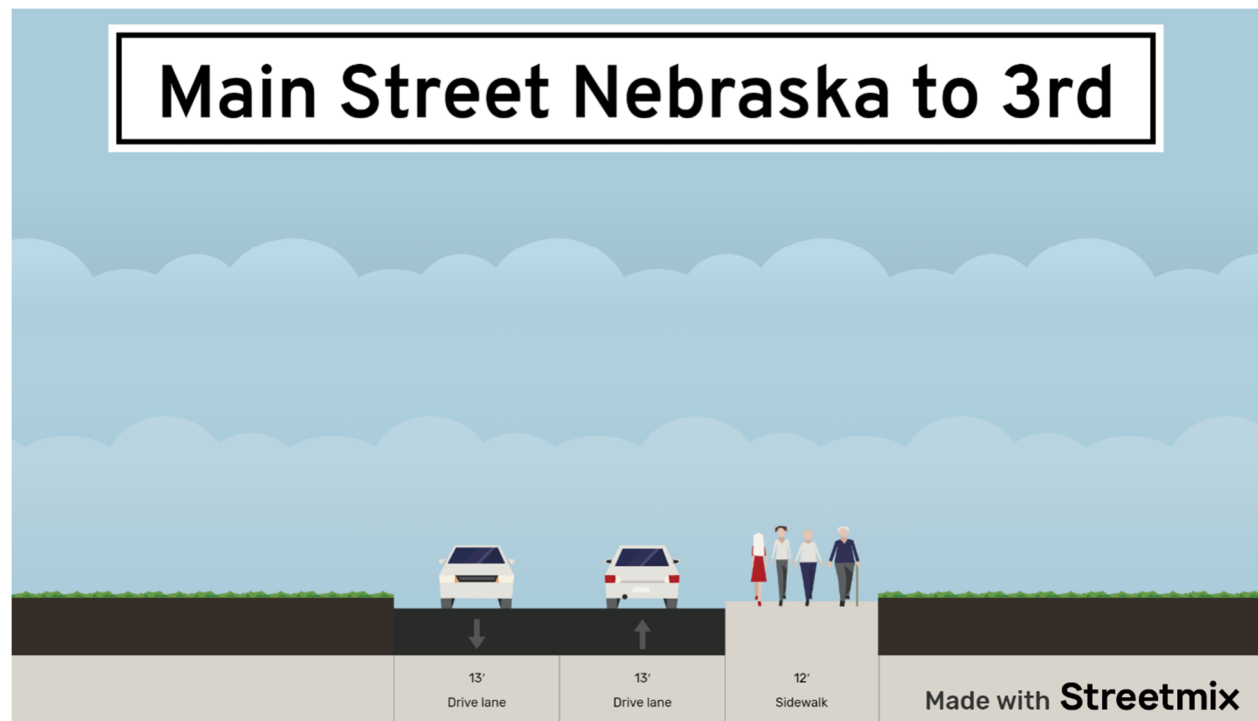 Main Street Nebraska to 3rd
13′ 13′ 12′
Drive lane Drive lane Sidewalk
Made with Streetmix